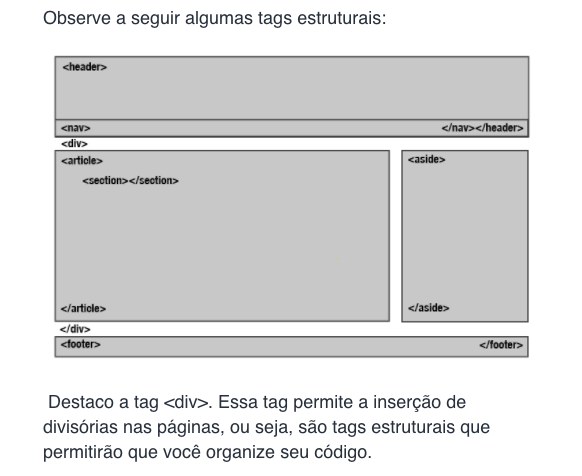 Observe a seguir algumas tags estruturais:
<header>
<nav> </nav></header>
<div>
<article>
<section></section>
</article>
<aside>
</aside>
</div>
<footer> </footer>
Destaco a tag <div>. Essa tag permite a inserção de
divisórias nas páginas, ou seja, são tags estruturais que
permitirão que você organize seu código.